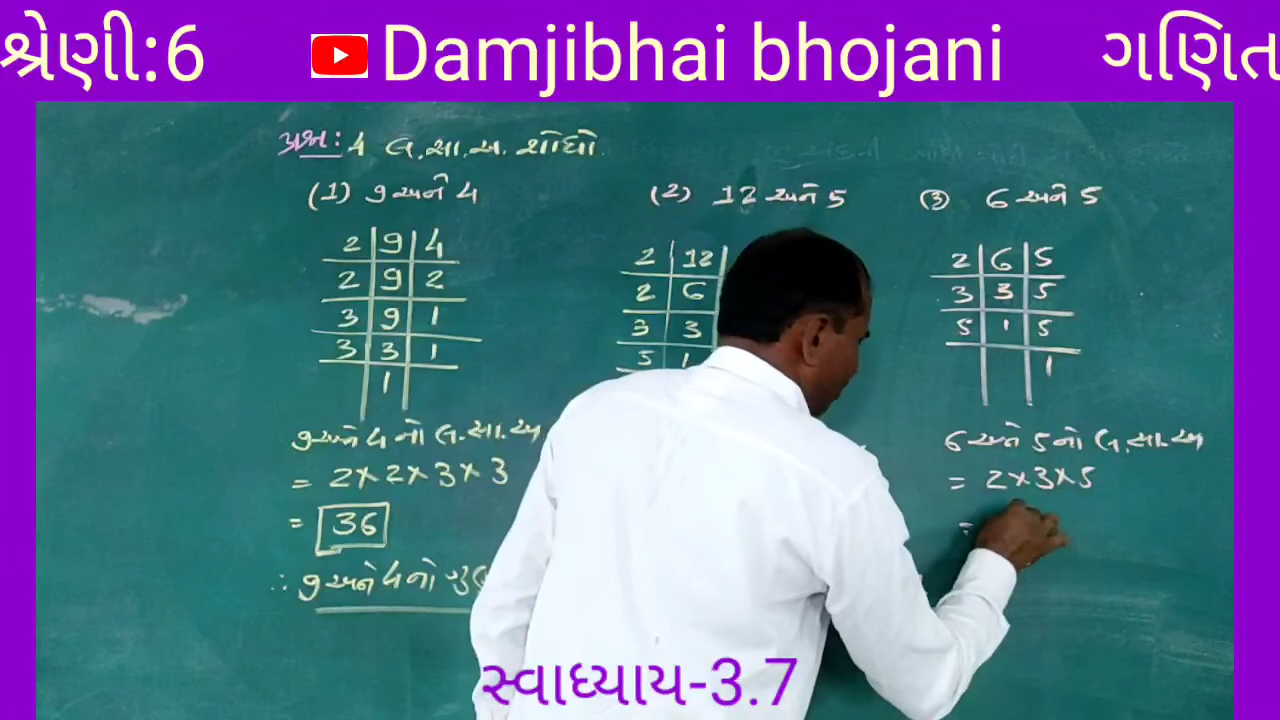 શ્રેણી:6 Damjibhai bhojani ગણિત
પ્રશ્ન: 4 લ.સા.અ. શોધો.
(1) 9 અને 4
2 9 4
2 9 2
3 9 1
3 3 1
1
9 અને 4 નો લ.સા.અ.
= 2×2×3×3
= 36
∴ 9 અને 4 નો
(2) 12 અને 5
2 12
2 6
3 3
5 1
(3) 6 અને 5
2 6 5
3 3 5
5 1 5
1
6 અને 5 નો લ.સા.અ
= 2×3×5
=
સ્વાધ્યાય-3.7